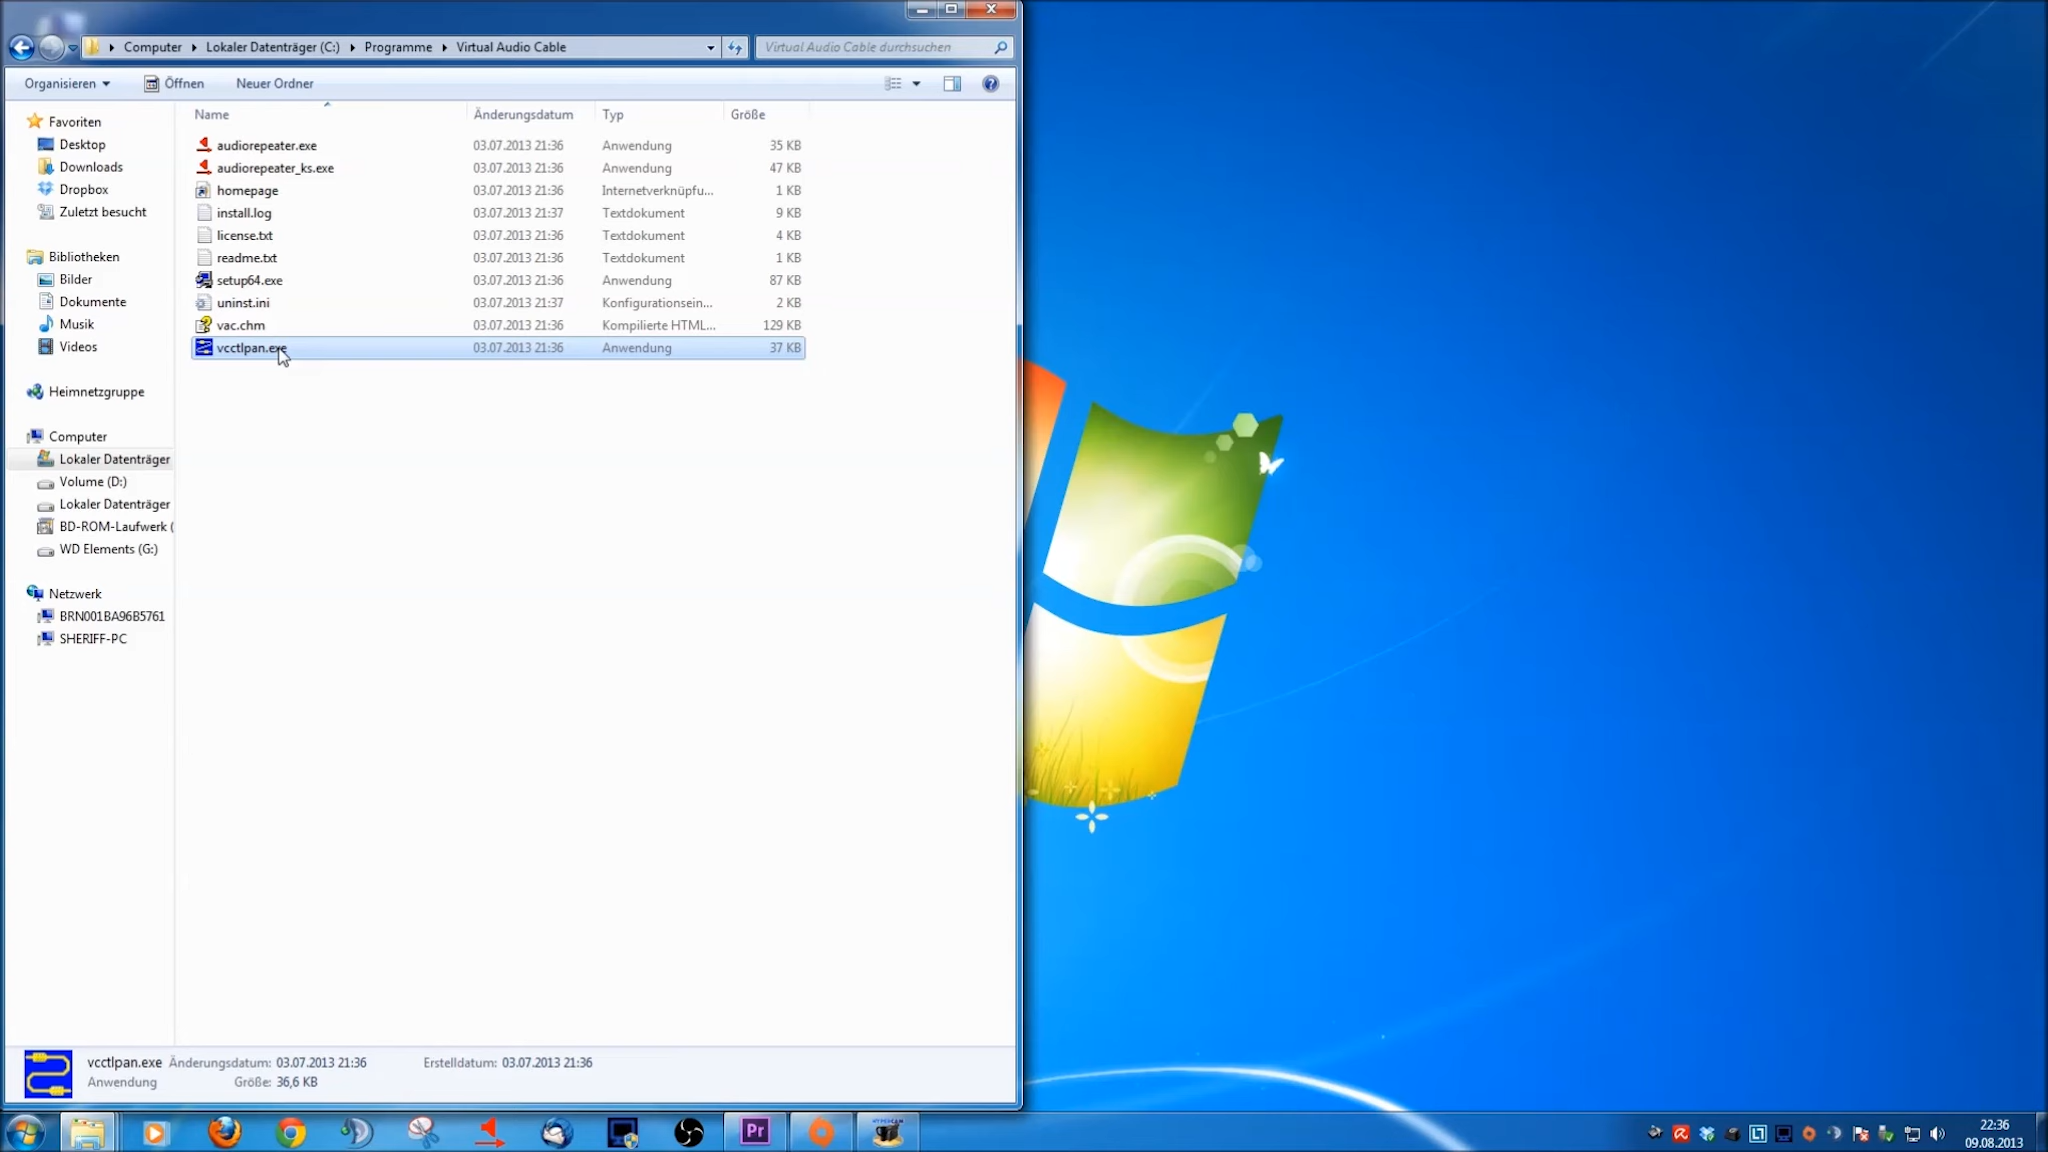 Computer Lokaler Datenträger (C:) Programme Virtual Audio Cable Virtual Audio Cable durchsuchen
Organisieren Öffnen Neuer Ordner
Name Änderungsdatum Typ Größe
Favoriten
Desktop
Downloads
Dropbox
Zuletzt besucht
Bibliotheken
Bilder
Dokumente
Musik
Videos
Heimnetzgruppe
Computer
Lokaler Datenträger
Volume (D:)
Lokaler Datenträger
BD-ROM-Laufwerk (
WD Elements (G:)
Netzwerk
BRN001BA96B5761
SHERIFF-PC
audiorepeater.exe 03.07.2013 21:36 Anwendung 35 KB
audiorepeater_ks.exe 03.07.2013 21:36 Anwendung 47 KB
homepage 03.07.2013 21:36 Internetverknüpfu... 1 KB
install.log 03.07.2013 21:37 Textdokument 9 KB
license.txt 03.07.2013 21:36 Textdokument 4 KB
readme.txt 03.07.2013 21:36 Textdokument 1 KB
setup64.exe 03.07.2013 21:36 Anwendung 87 KB
uninst.ini 03.07.2013 21:37 Konfigurationsein... 2 KB
vac.chm 03.07.2013 21:36 Kompilierte HTML... 129 KB
vcctlpan.exe 03.07.2013 21:36 Anwendung 37 KB
vcctlpan.exe Änderungsdatum: 03.07.2013 21:36 Erstelldatum: 03.07.2013 21:36
Anwendung Größe: 36,6 KB
Pr
22:36
09.08.2013